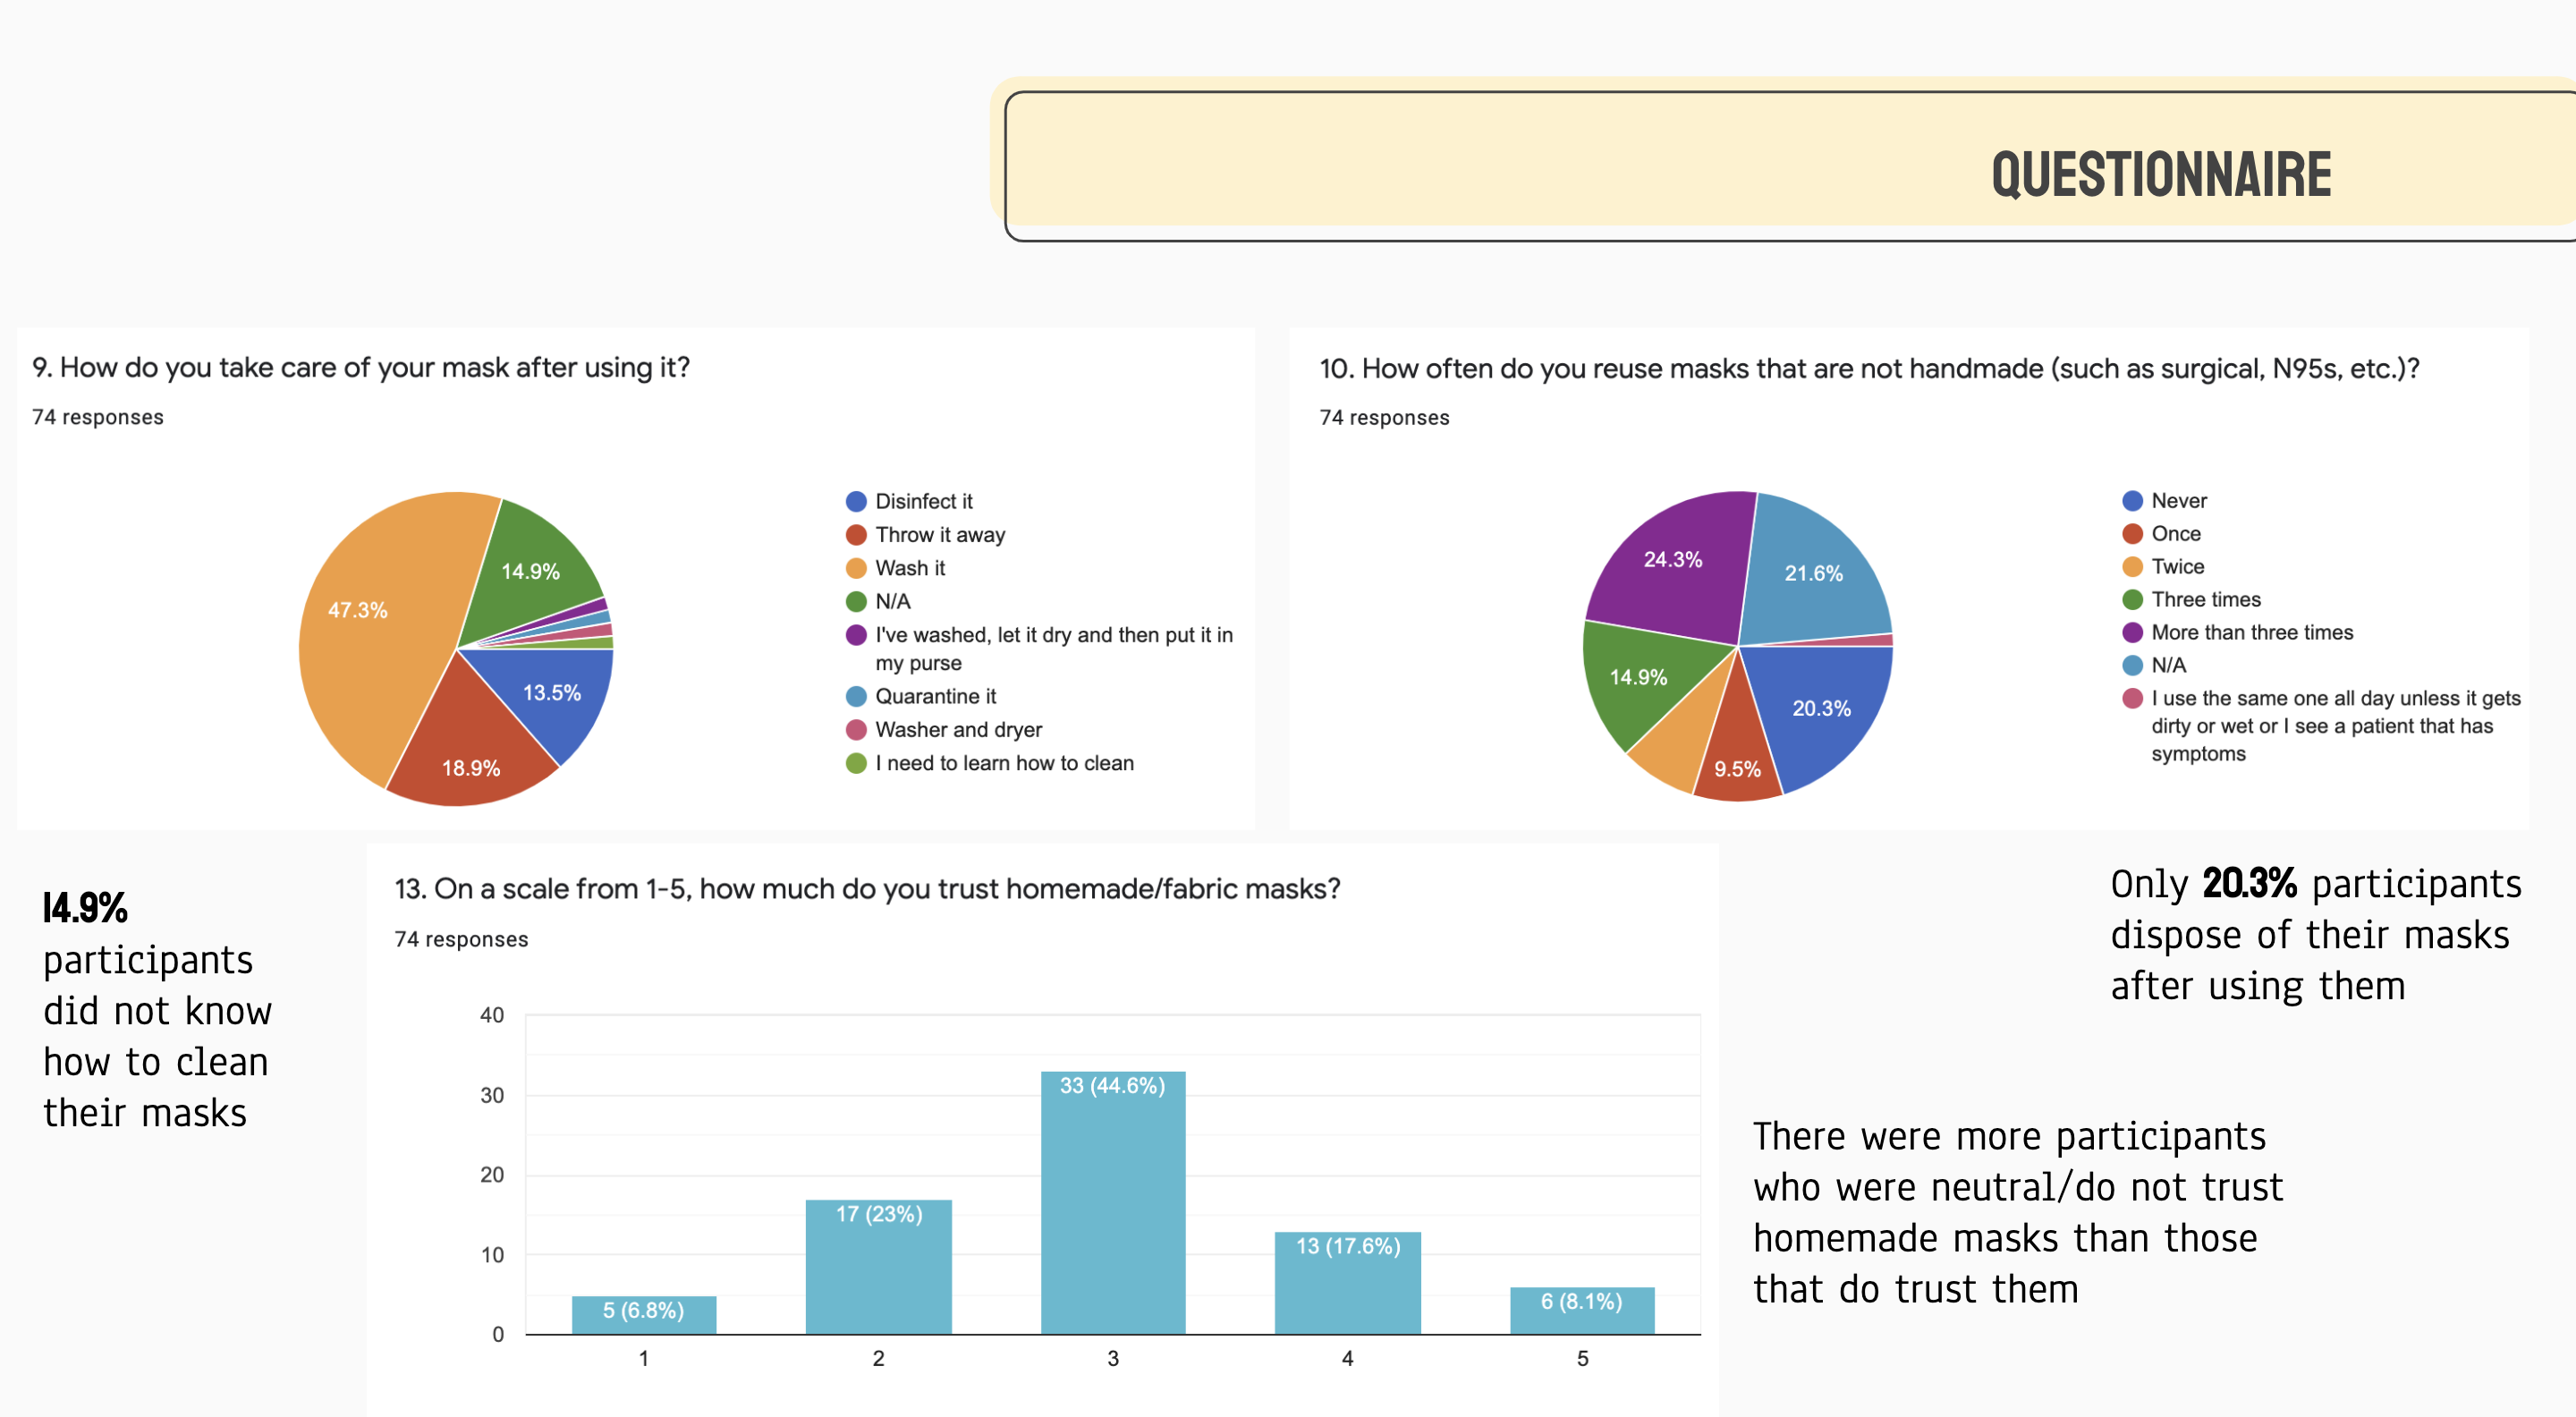 QUESTIONNAIRE
9. How do you take care of your mask after using it?
74 responses
47.3%
14.9%
13.5%
18.9%
Disinfect it
Throw it away
Wash it
N/A
I've washed, let it dry and then put it in
my purse
Quarantine it
Washer and dryer
I need to learn how to clean
10. How often do you reuse masks that are not handmade (such as surgical, N95s, etc.)?
74 responses
24.3%
21.6%
14.9%
20.3%
9.5%
Never
Once
Twice
Three times
More than three times
N/A
I use the same one all day unless it gets
dirty or wet or I see a patient that has
symptoms
14.9%
participants
did not know
how to clean
their masks
13. On a scale from 1-5, how much do you trust homemade/fabric masks?
74 responses
40
30
20
10
0
5 (6.8%)
17 (23%)
33 (44.6%)
13 (17.6%)
6 (8.1%)
1
2
3
4
5
Only 20.3% participants
dispose of their masks
after using them
There were more participants
who were neutral/do not trust
homemade masks than those
that do trust them